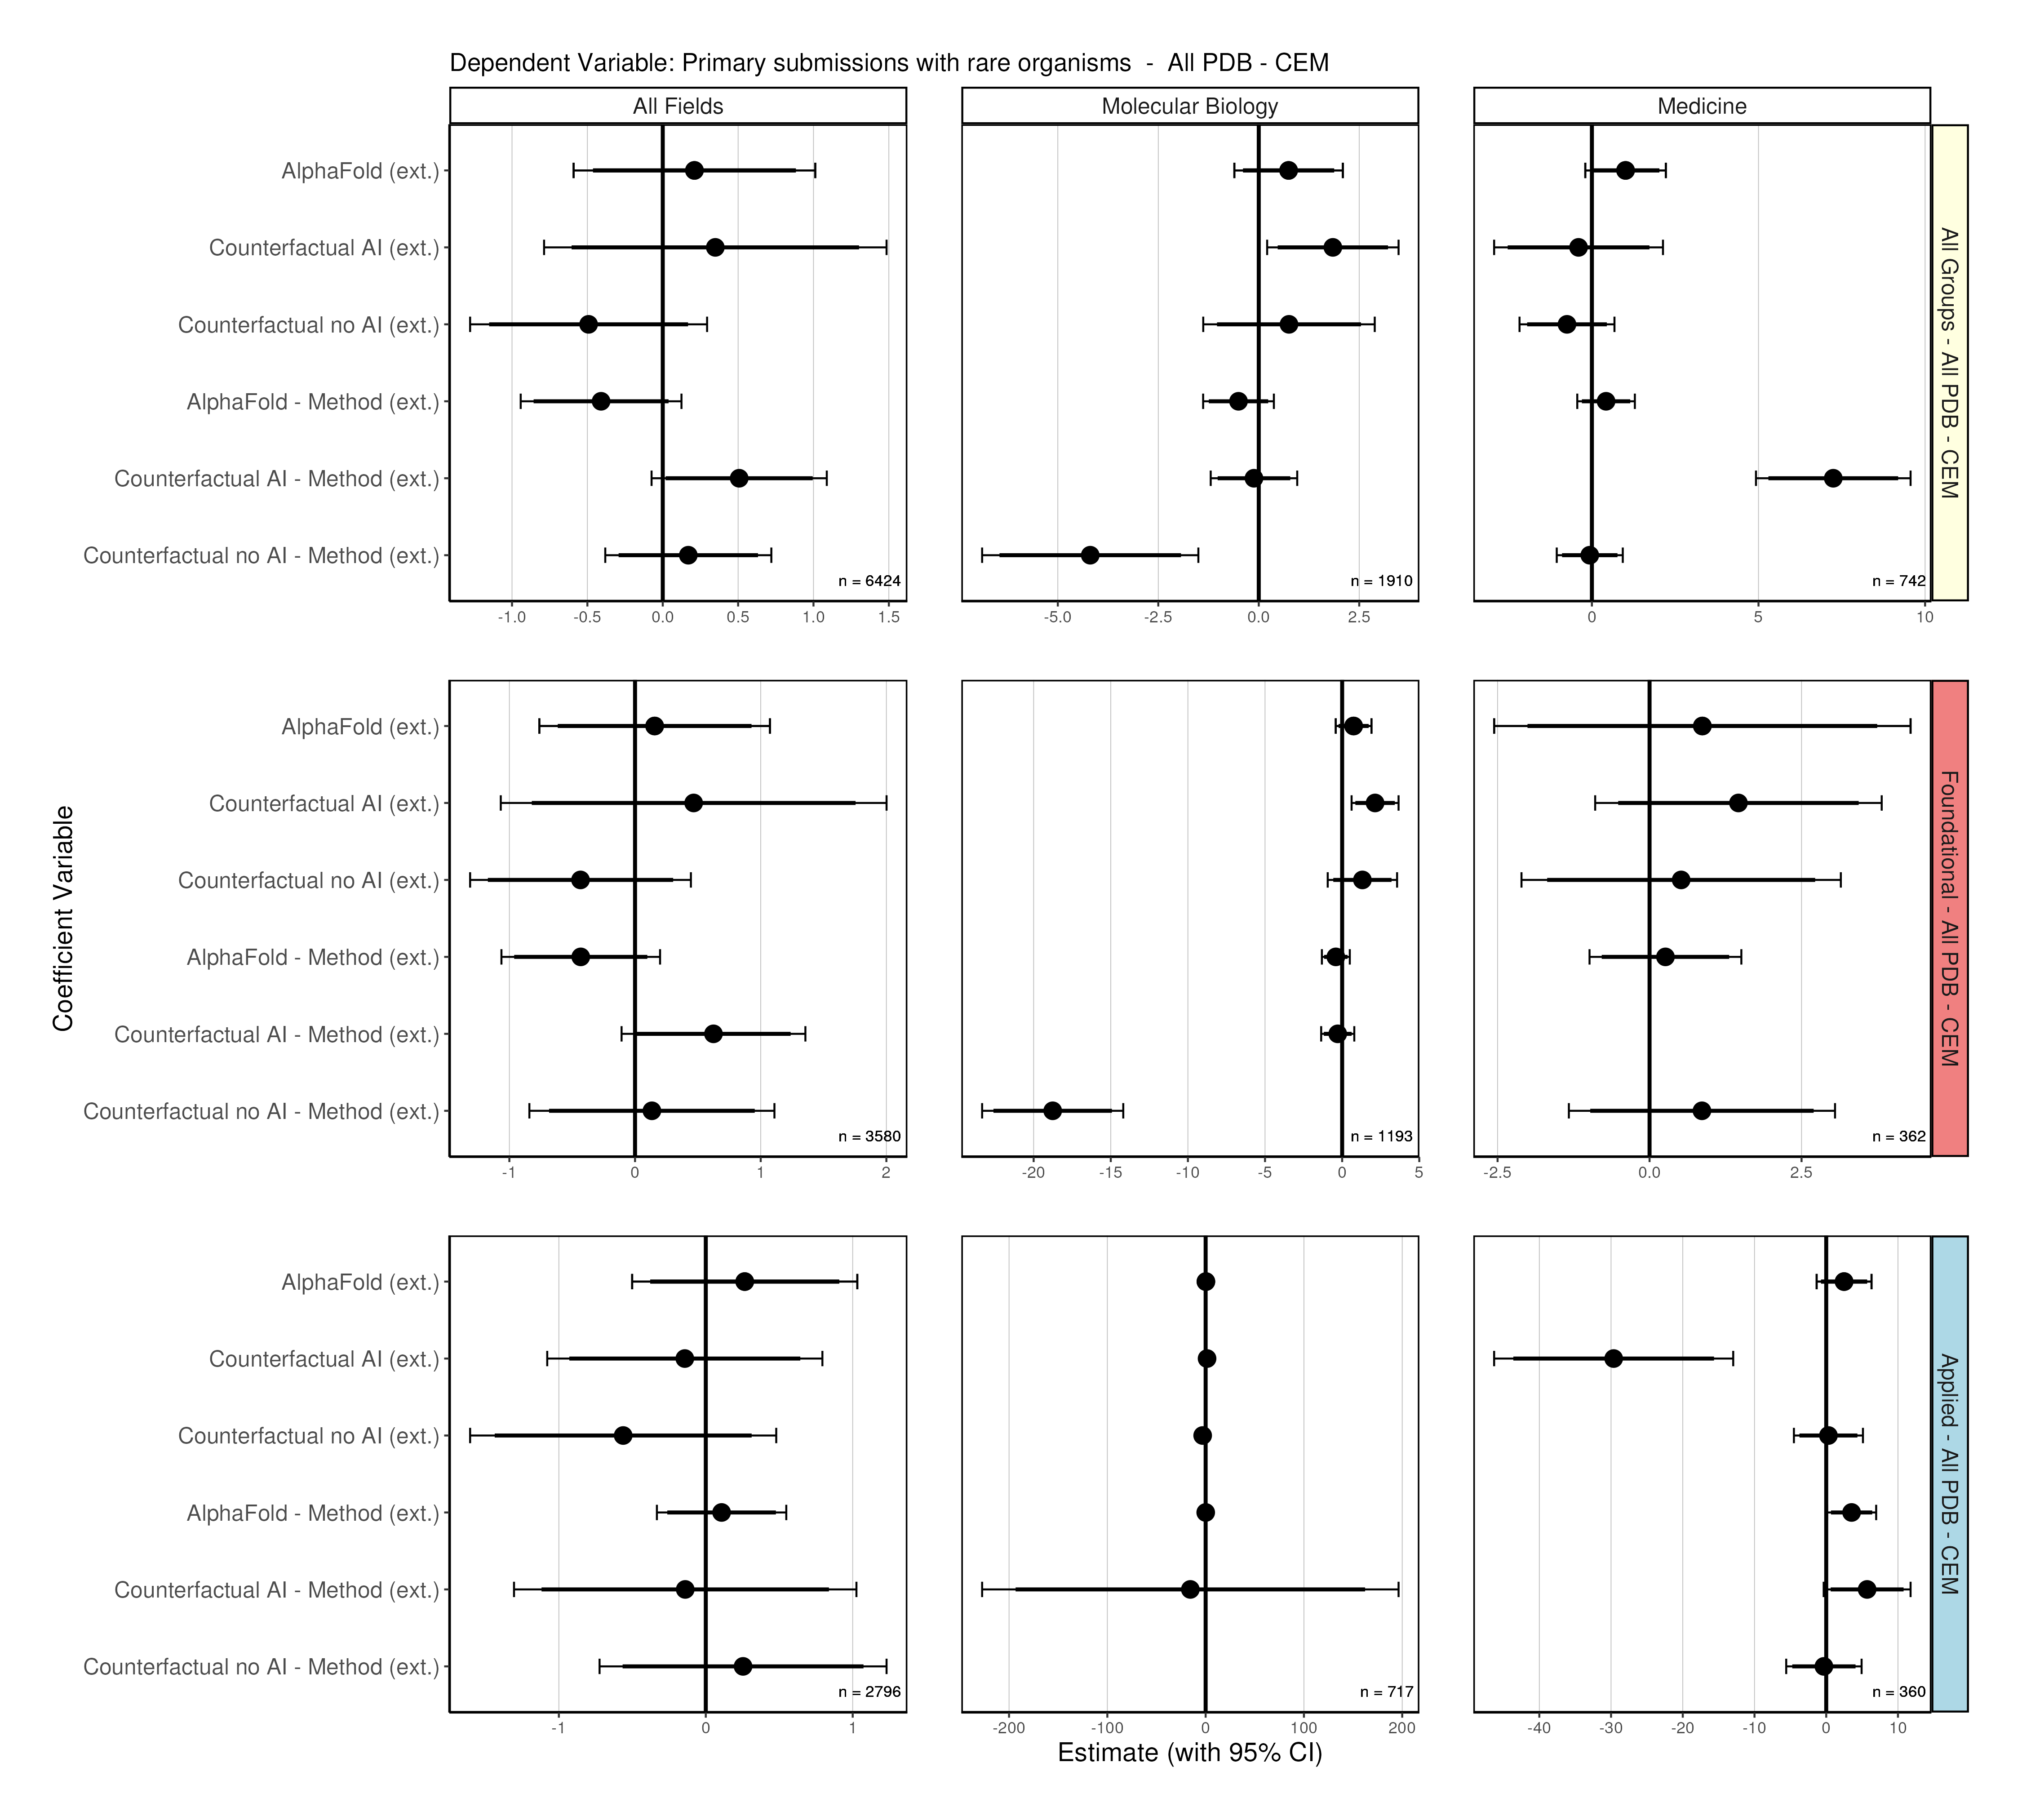 Dependent Variable: Primary submissions with rare organisms - All PDB - CEM
All Fields
Molecular Biology
Medicine
AlphaFold (ext.)
Counterfactual AI (ext.)
Counterfactual no AI (ext.)
AlphaFold - Method (ext.)
Counterfactual AI - Method (ext.)
Counterfactual no AI - Method (ext.)
n = 6424
n = 1910
n = 742
All Groups - All PDB - CEM
-1.0 -0.5 0.0 0.5 1.0 1.5
-5.0 -2.5 0.0 2.5
0 5 10
Coefficient Variable
AlphaFold (ext.)
Counterfactual AI (ext.)
Counterfactual no AI (ext.)
AlphaFold - Method (ext.)
Counterfactual AI - Method (ext.)
Counterfactual no AI - Method (ext.)
n = 3580
n = 1193
n = 362
Foundational - All PDB - CEM
-1 0 1 2
-20 -15 -10 -5 0 5
-2.5 0.0 2.5
AlphaFold (ext.)
Counterfactual AI (ext.)
Counterfactual no AI (ext.)
AlphaFold - Method (ext.)
Counterfactual AI - Method (ext.)
Counterfactual no AI - Method (ext.)
n = 2796
n = 717
n = 360
Applied - All PDB - CEM
-1 0 1
-200 -100 0 100 200
-40 -30 -20 -10 0 10
Estimate (with 95% CI)